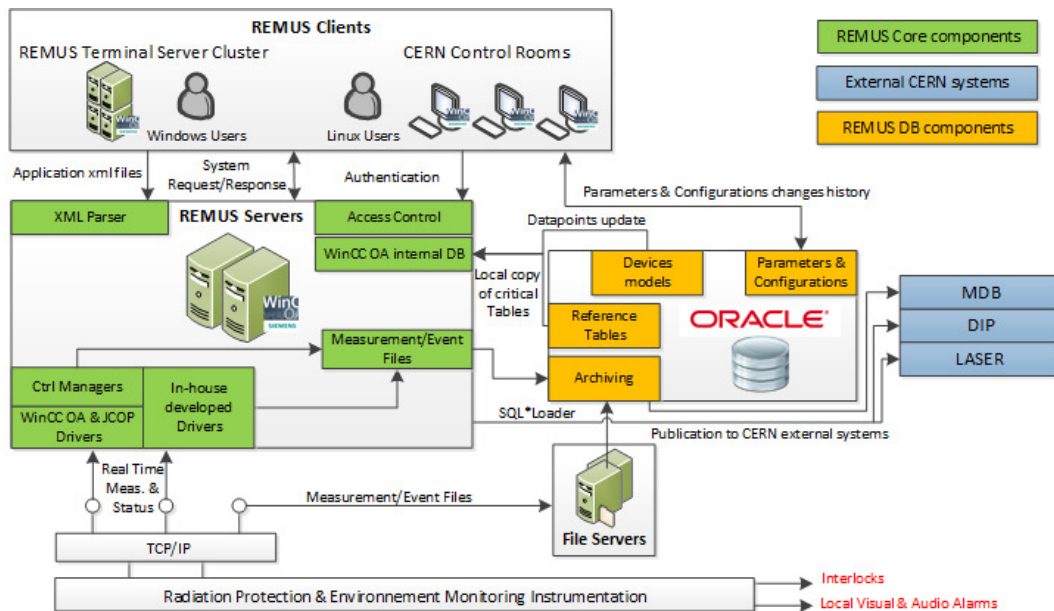 REMUS Clients
REMUS Terminal Server Cluster
CERN Control Rooms
Windows Users
Linux Users
REMUS Core components
External CERN systems
REMUS DB components
Application xml files
System
Request/Response
Authentication
Parameters & Configurations changes history
XML Parser
REMUS Servers
Access Control
WinCC OA internal DB
Datapoints update
Local copy
of critical
Tables
Devices
models
Parameters &
Configurations
Reference
Tables
ORACLE®
Archiving
MDB
DIP
LASER
SIEMENS
Measurement/Event
Files
Ctrl Managers
WinCC OA & JCOP
Drivers
In-house
developed
Drivers
SQL*Loader
Publication to CERN external systems
Real Time
Meas. &
Status
Measurement/Event Files
File Servers
TCP/IP
Radiation Protection & Environnement Monitoring Instrumentation
Interlocks
Local Visual & Audio Alarms